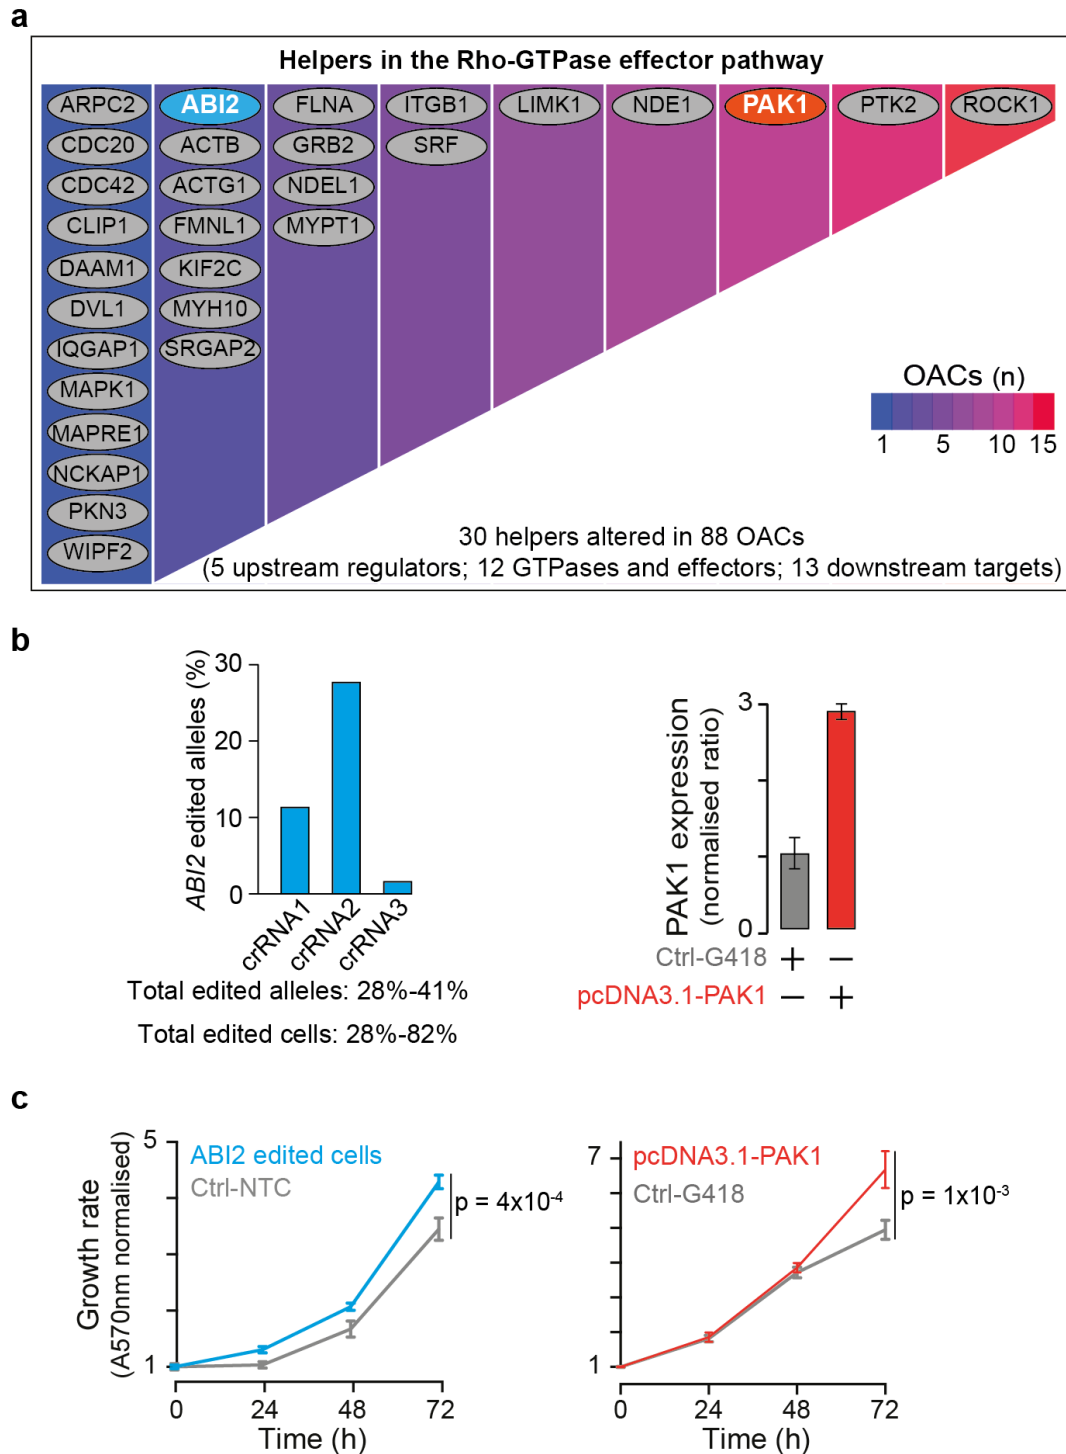 a
Helpers in the Rho-GTPase effector pathway
ARPC2 ABI2 FLNA ITGB1 LIMK1 NDE1 PAK1 PTK2 ROCK1
CDC20 ACTB GRB2 SRF
CDC42 ACTG1 NDEL1
CLIP1 FMNL1 MYPT1
DAAM1 KIF2C
DVL1 MYH10
IQGAP1 SRGAP2
MAPK1
MAPRE1
NCKAP1
PKN3
WIPF2
OACs (n)
1 5 10 15
30 helpers altered in 88 OACs
(5 upstream regulators; 12 GTPases and effectors; 13 downstream targets)
b
ABI2 edited alleles (%)
30
20
10
0
crRNA1 crRNA2 crRNA3
Total edited alleles: 28%-41%
Total edited cells: 28%-82%
PAK1 expression
(normalised ratio)
3
0
Ctrl-G418 + −
pcDNA3.1-PAK1 − +
c
Growth rate
(A570nm normalised)
5
1
ABI2 edited cells
Ctrl-NTC
p = 4x10⁻⁴
0 24 48 72
Time (h)
7
1
pcDNA3.1-PAK1
Ctrl-G418
p = 1x10⁻³
0 24 48 72
Time (h)